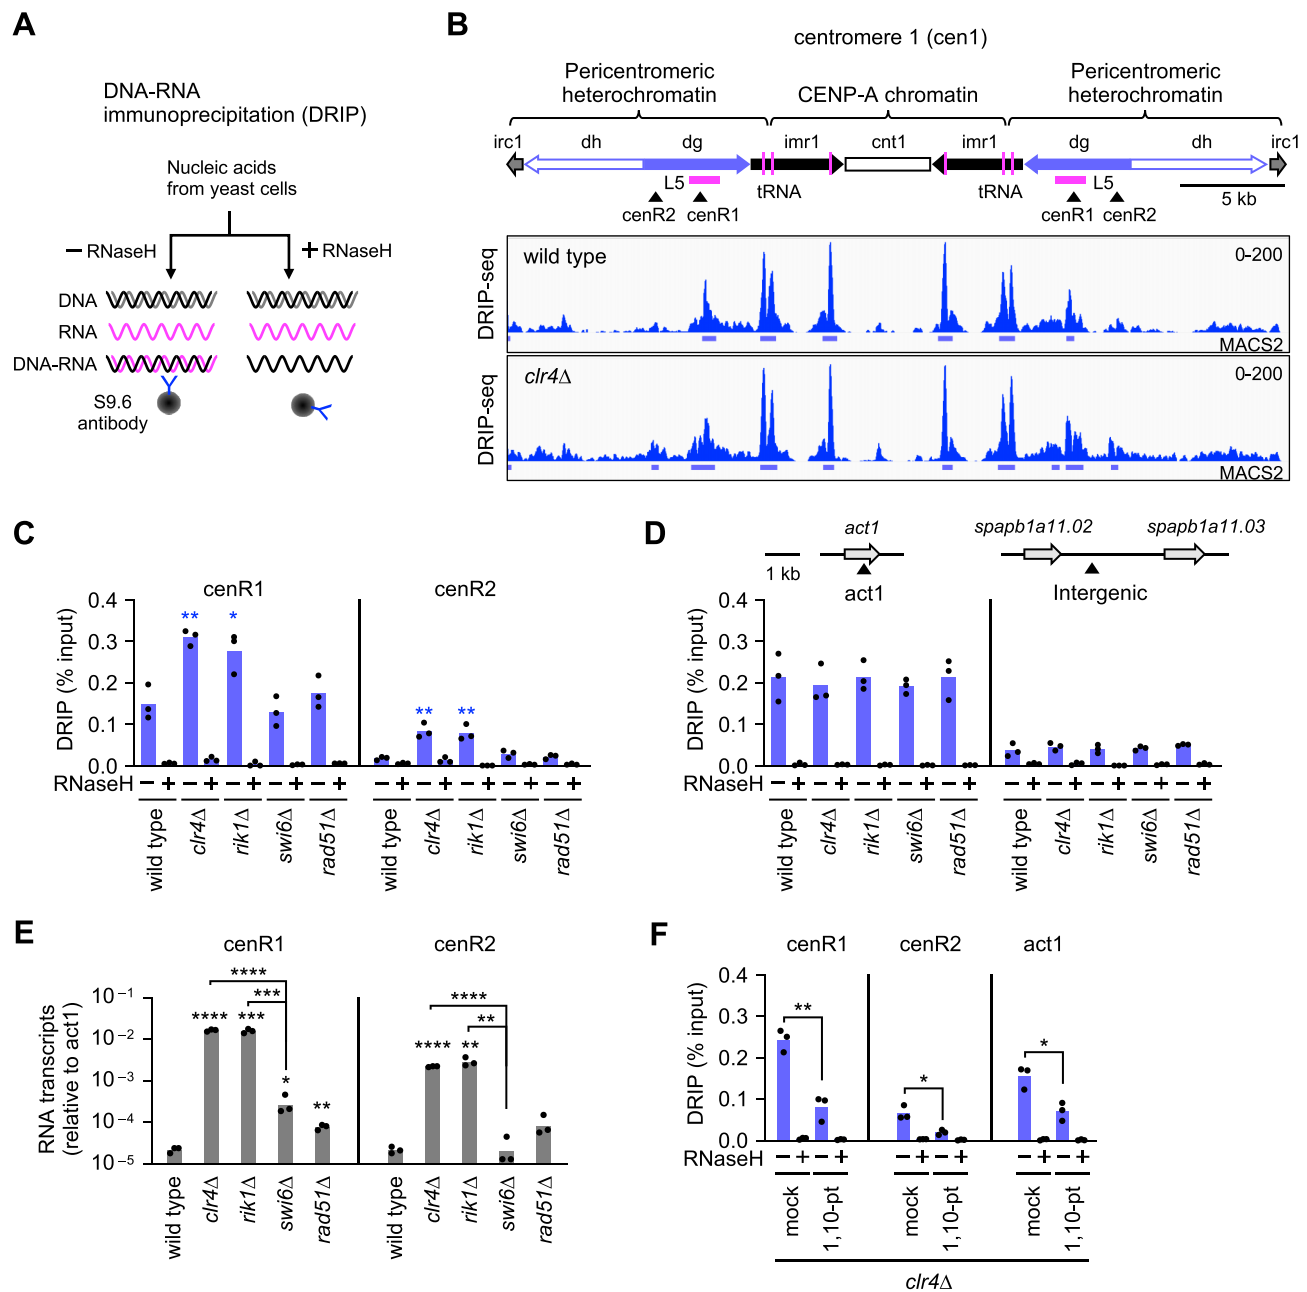 A
DNA-RNA
immunoprecipitation (DRIP)
Nucleic acids
from yeast cells
− RNaseH
+ RNaseH
DNA
RNA
DNA-RNA
S9.6
antibody
B
centromere 1 (cen1)
Pericentromeric
heterochromatin
CENP-A chromatin
Pericentromeric
heterochromatin
irc1 dh dg imr1 cnt1 imr1 dg dh irc1
L5 tRNA tRNA L5
cenR2 cenR1 cenR1 cenR2
5 kb
DRIP-seq
wild type
0-200
MACS2
DRIP-seq
clr4Δ
0-200
MACS2
C
cenR1 cenR2
DRIP (% input)
0.4
0.3
0.2
0.1
0.0
** * ** **
RNaseH − + − + − + − + − + − + − + − + − + − +
wild type clr4Δ rik1Δ swi6Δ rad51Δ wild type clr4Δ rik1Δ swi6Δ rad51Δ
D
act1 spapb1a11.02 spapb1a11.03
1 kb
act1 Intergenic
DRIP (% input)
0.4
0.3
0.2
0.1
0.0
RNaseH − + − + − + − + − + − + − + − + − + − +
wild type clr4Δ rik1Δ swi6Δ rad51Δ wild type clr4Δ rik1Δ swi6Δ rad51Δ
E
cenR1 cenR2
RNA transcripts
(relative to act1)
10−1
10−2
10−3
10−4
10−5
**** *** **** *** * **
**** ** **** **
wild type clr4Δ rik1Δ swi6Δ rad51Δ wild type clr4Δ rik1Δ swi6Δ rad51Δ
F
cenR1 cenR2 act1
DRIP (% input)
0.4
0.3
0.2
0.1
0.0
** * *
RNaseH − + − + − + − + − + − +
mock 1,10-pt mock 1,10-pt mock 1,10-pt
clr4Δ